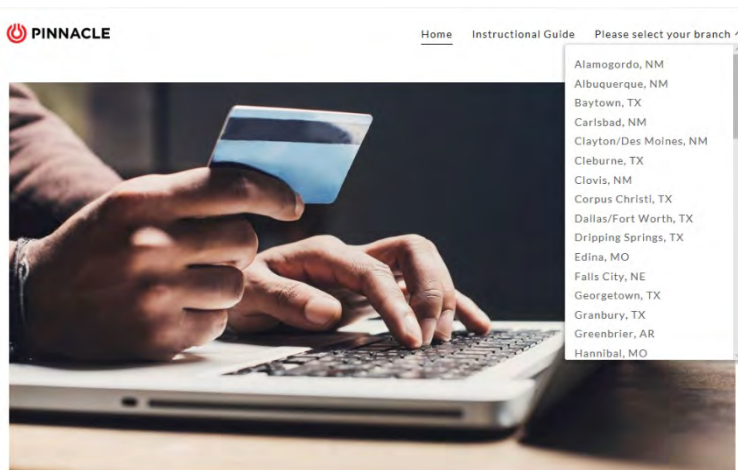 PINNACLE
Home Instructional Guide Please select your branch ^
Alamogordo, NM
Albuquerque, NM
Baytown, TX
Carlsbad, NM
Clayton/Des Moines, NM
Cleburne, TX
Clovis, NM
Corpus Christi, TX
Dallas/Fort Worth, TX
Dripping Springs, TX
Edina, MO
Falls City, NE
Georgetown, TX
Granbury, TX
Greenbrier, AR
Hannibal, MO